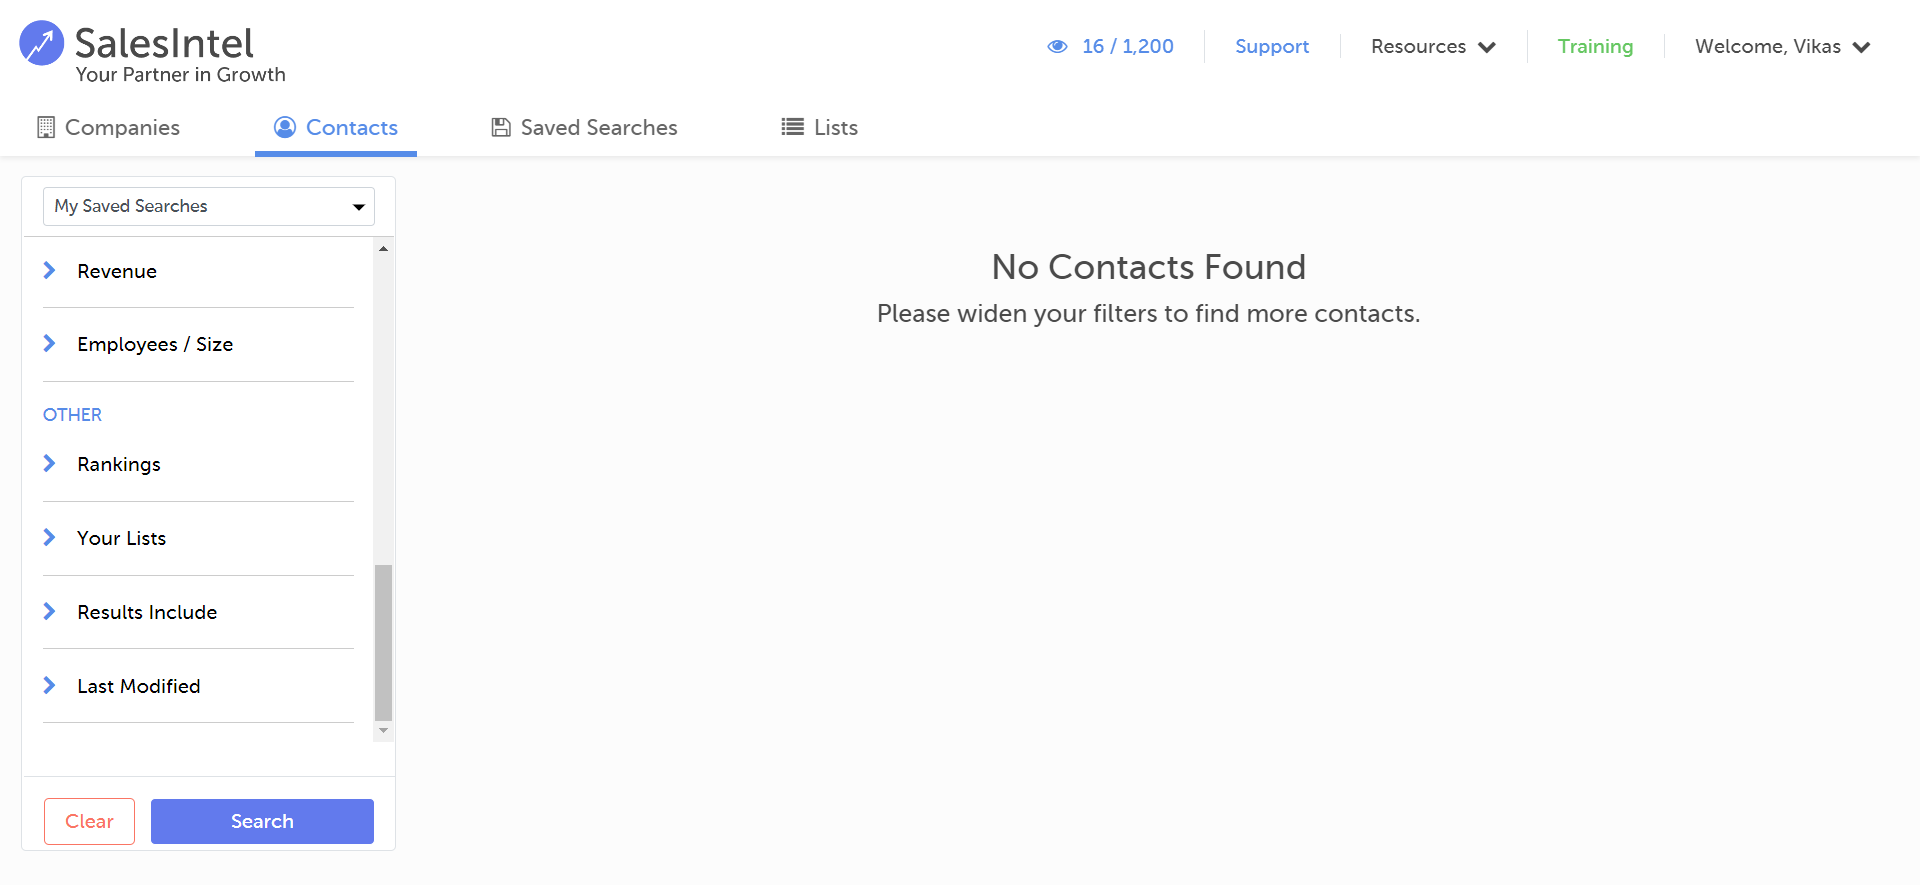 SalesIntel
Your Partner in Growth
16 / 1,200
Support
Resources
Training
Welcome, Vikas
Companies
Contacts
Saved Searches
Lists
My Saved Searches
Revenue
Employees / Size
OTHER
Rankings
Your Lists
Results Include
Last Modified
Clear
Search
No Contacts Found
Please widen your filters to find more contacts.